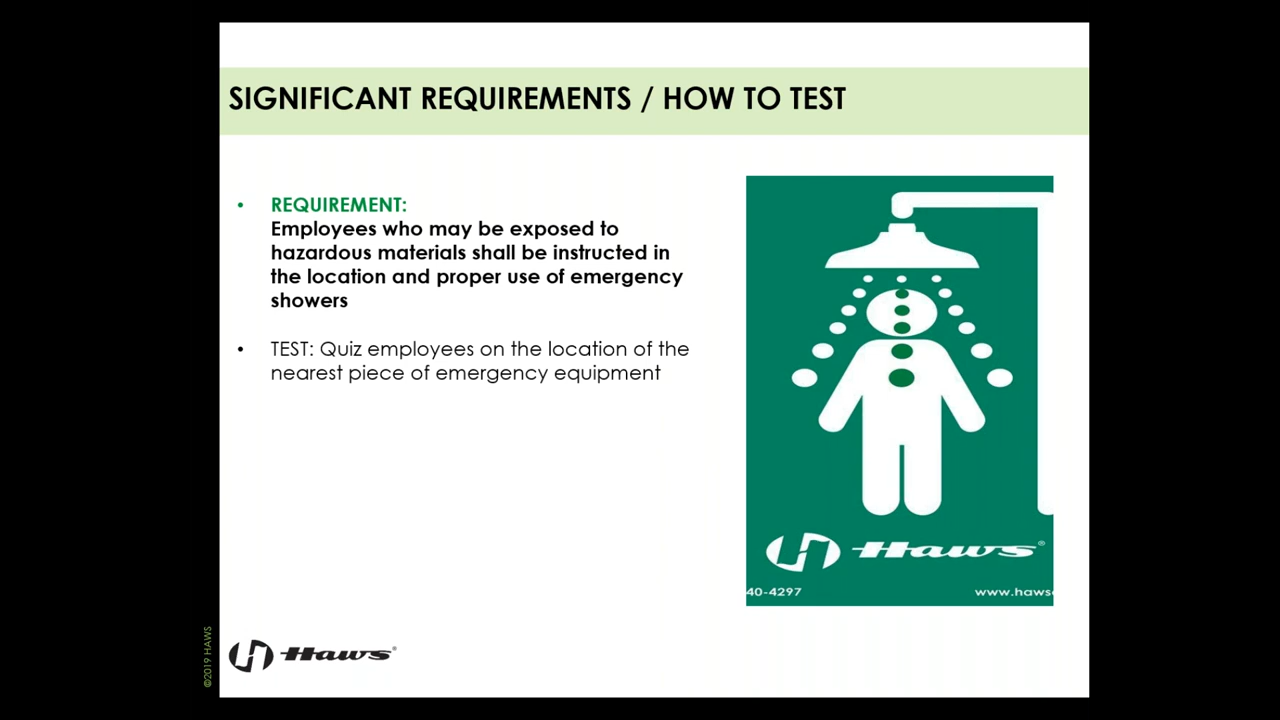 SIGNIFICANT REQUIREMENTS / HOW TO TEST
• REQUIREMENT:
Employees who may be exposed to
hazardous materials shall be instructed in
the location and proper use of emergency
showers
• TEST: Quiz employees on the location of the
nearest piece of emergency equipment
Haws®
40-4297
www.haws
©2019 HAWS
Haws®